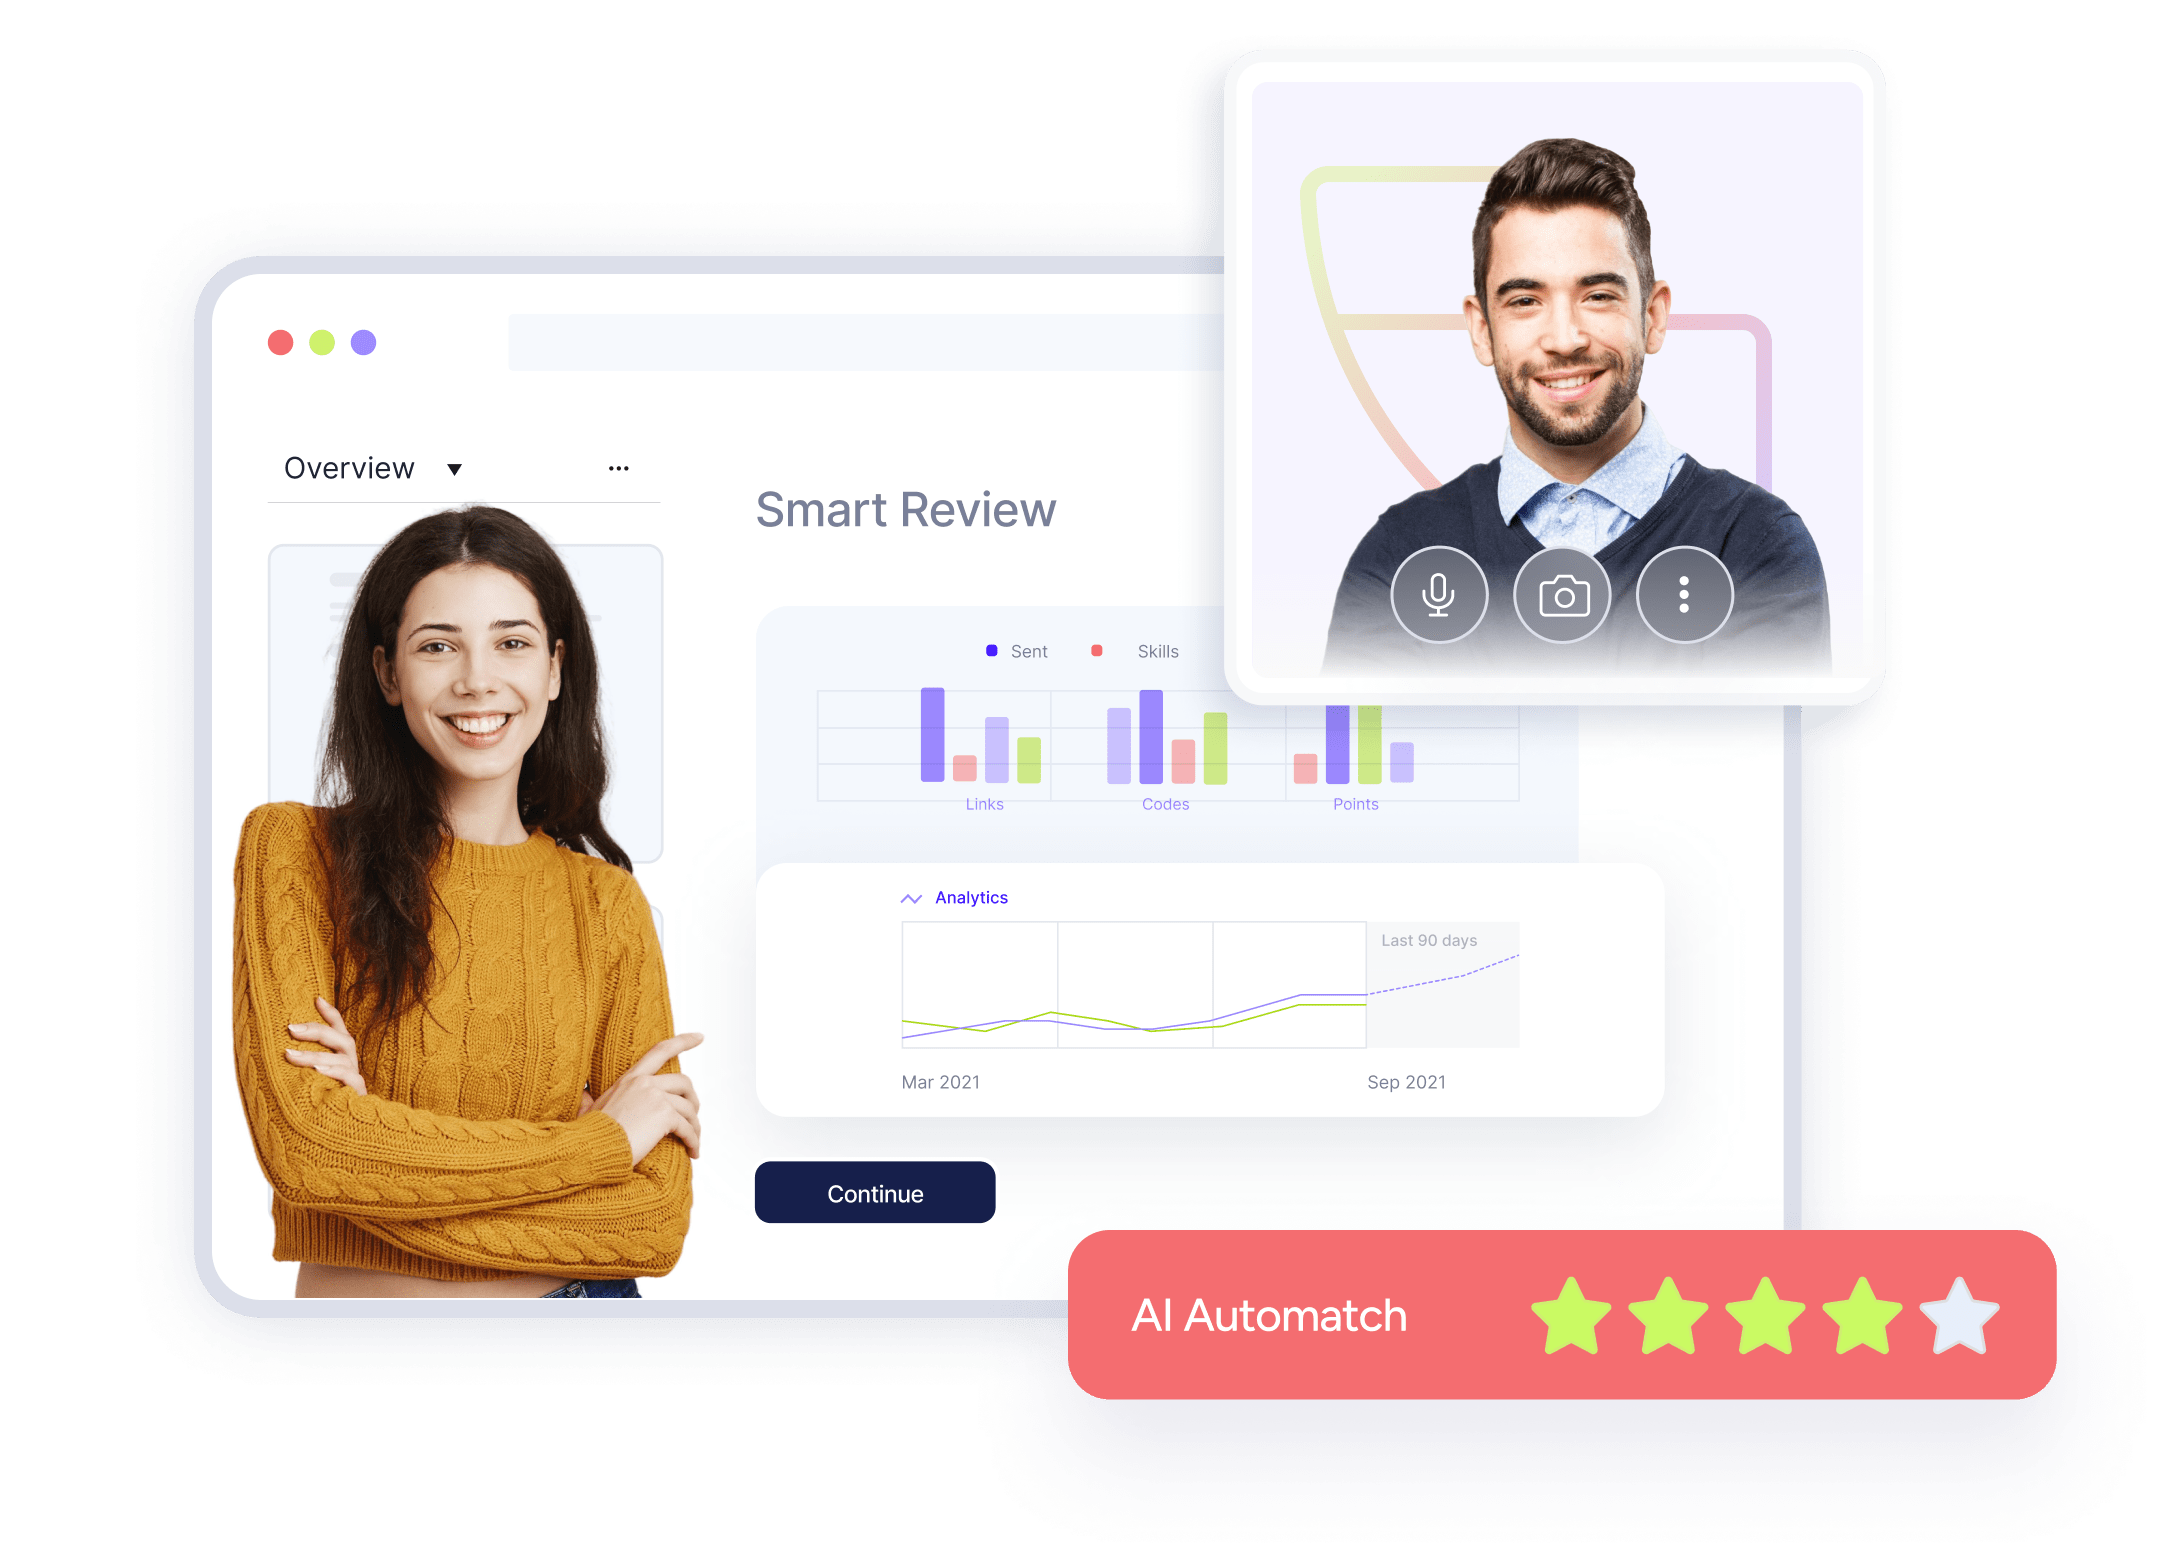 Overview
Smart Review
Sent Skills
Links Codes Points
Analytics
Last 90 days
Mar 2021 Sep 2021
Continue
AI Automatch